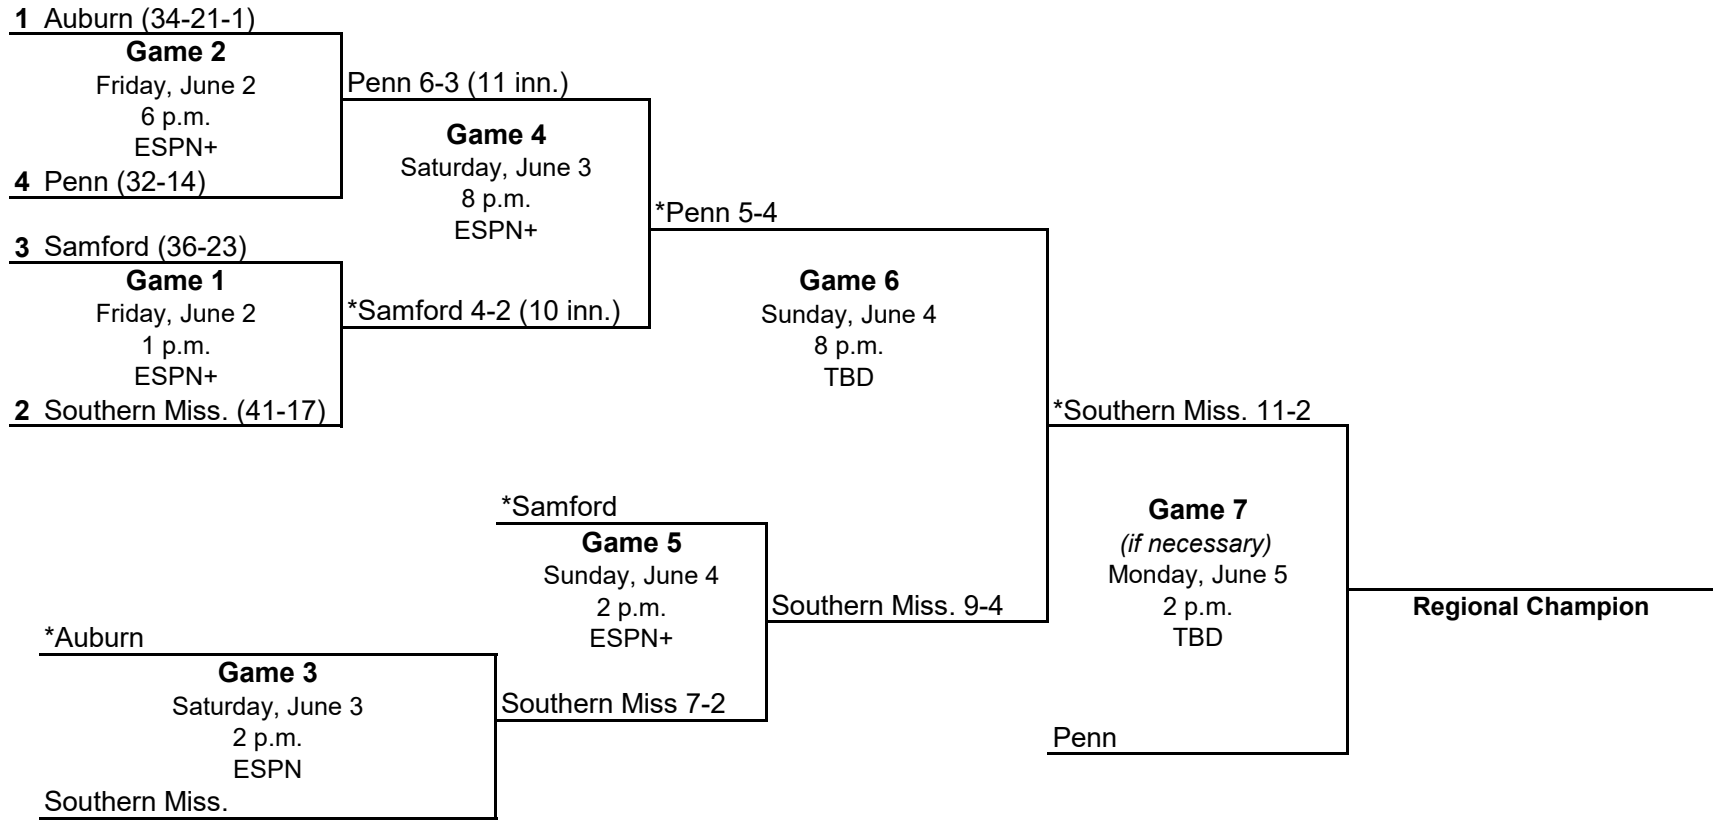 1 Auburn (34-21-1)
Game 2
Friday, June 2
6 p.m.
ESPN+
4 Penn (32-14)
3 Samford (36-23)
Game 1
Friday, June 2
1 p.m.
ESPN+
2 Southern Miss. (41-17)
Penn 6-3 (11 inn.)
Game 4
Saturday, June 3
8 p.m.
ESPN+
*Samford 4-2 (10 inn.)
*Penn 5-4
Game 6
Sunday, June 4
8 p.m.
TBD
*Auburn
Game 3
Saturday, June 3
2 p.m.
ESPN
Southern Miss.
*Samford
Game 5
Sunday, June 4
2 p.m.
ESPN+
Southern Miss 7-2
Southern Miss. 9-4
*Southern Miss. 11-2
Game 7
(if necessary)
Monday, June 5
2 p.m.
TBD
Penn
Regional Champion